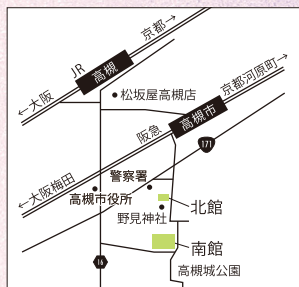 京都→
JR 高槻
←大阪
松坂屋高槻店
京都河原町→
高槻市
阪急
171
←大阪梅田
警察署
高槻市役所
北館
野見神社
南館
高槻城公園
16